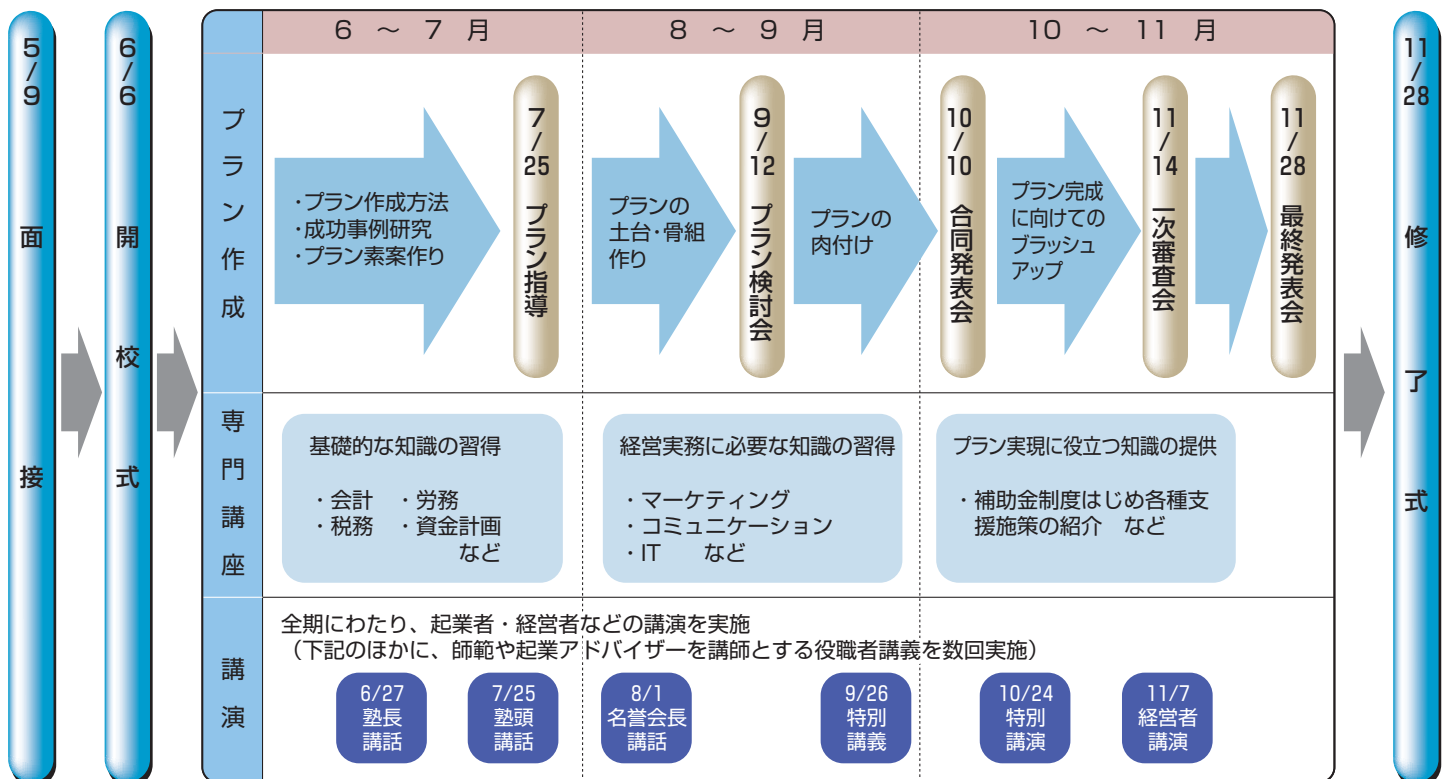 5/9 面接
6/6 開校式
6 ～ 7 月
8 ～ 9 月
10 ～ 11 月
プラン作成
・プラン作成方法
・成功事例研究
・プラン素案作り
7/25 プラン指導
プランの
土台・骨組
作り
9/12 プラン検討会
プランの
肉付け
10/10 合同発表会
プラン完成
に向けての
ブラッシュ
アップ
11/14 一次審査会
11/28 最終発表会
専門講座
基礎的な知識の習得
・会計 ・労務
・税務 ・資金計画
など
経営実務に必要な知識の習得
・マーケティング
・コミュニケーション
・IT など
プラン実現に役立つ知識の提供
・補助金制度はじめ各種支
援施策の紹介 など
講演
全期にわたり、起業者・経営者などの講演を実施
（下記のほかに、師範や起業アドバイザーを講師とする役職者講義を数回実施）
6/27
塾長
講話
7/25
塾頭
講話
8/1
名誉会長
講話
9/26
特別
講義
10/24
特別
講演
11/7
経営者
講演
11/28 修了式